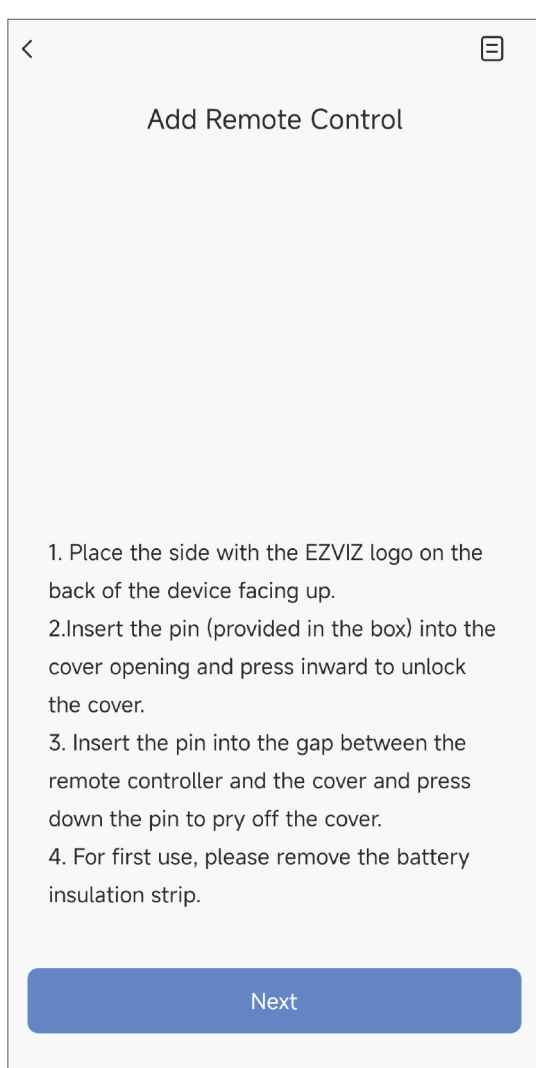 Add Remote Control
1. Place the side with the EZVIZ logo on the
back of the device facing up.
2.Insert the pin (provided in the box) into the
cover opening and press inward to unlock
the cover.
3. Insert the pin into the gap between the
remote controller and the cover and press
down the pin to pry off the cover.
4. For first use, please remove the battery
insulation strip.
Next